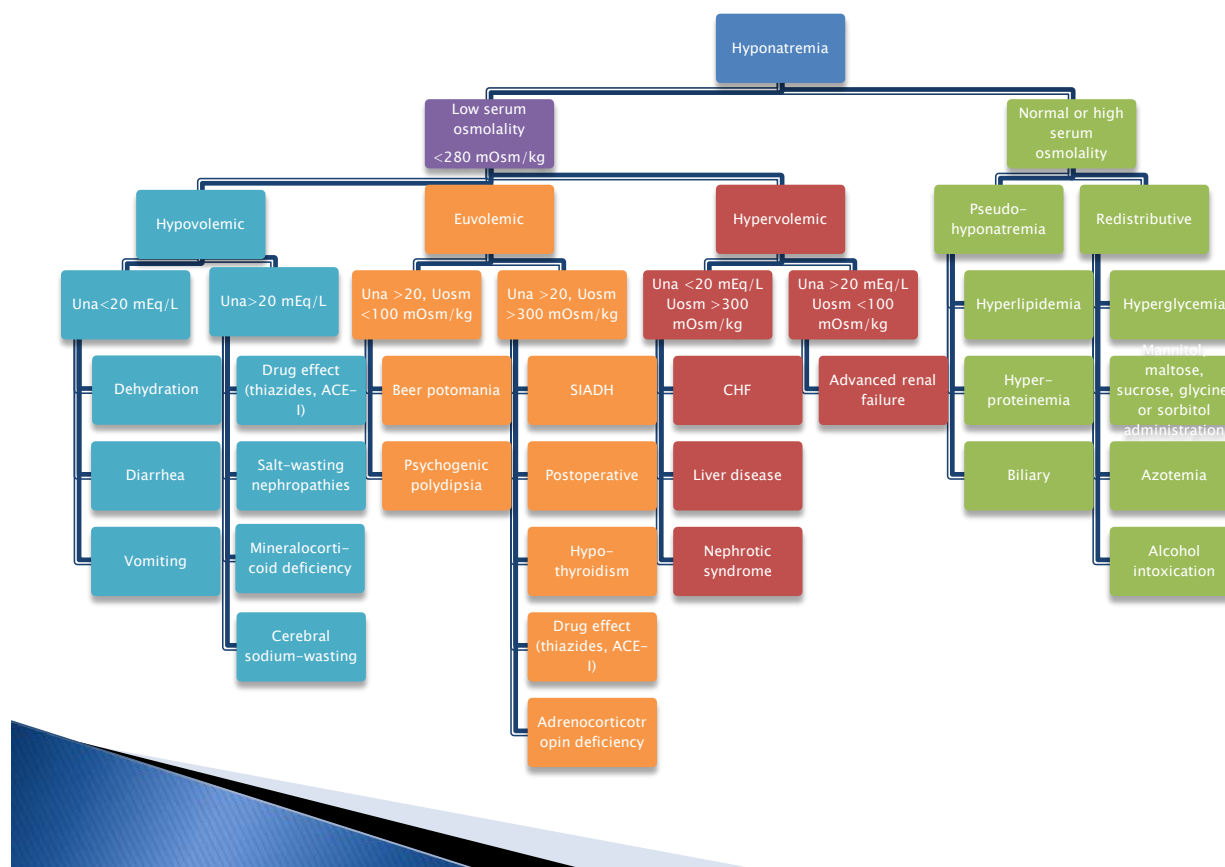 Hyponatremia
Low serum
osmolality
<280 mOsm/kg
Normal or high
serum
osmolality
Hypovolemic
Euvolemic
Hypervolemic
Pseudo-
hyponatremia
Redistributive
Una<20 mEq/L
Una>20 mEq/L
Una >20, Uosm
<100 mOsm/kg
Una >20, Uosm
>300 mOsm/kg
Una <20 mEq/L
Uosm >300
mOsm/kg
Una >20 mEq/L
Uosm <100
mOsm/kg
Hyperlipidemia
Hyperglycemia
Dehydration
Drug effect
(thiazides, ACE-
I)
Beer potomania
SIADH
CHF
Advanced renal
failure
Hyper-
proteinemia
Mannitol,
maltose,
sucrose, glycine,
or sorbitol
administration
Diarrhea
Salt-wasting
nephropathies
Psychogenic
polydipsia
Postoperative
Liver disease
Biliary
Azotemia
Vomiting
Mineralocorti-
coid deficiency
Hypo-
thyroidism
Nephrotic
syndrome
Alcohol
intoxication
Cerebral
sodium-wasting
Drug effect
(thiazides, ACE-
I)
Adrenocorticotr
opin deficiency